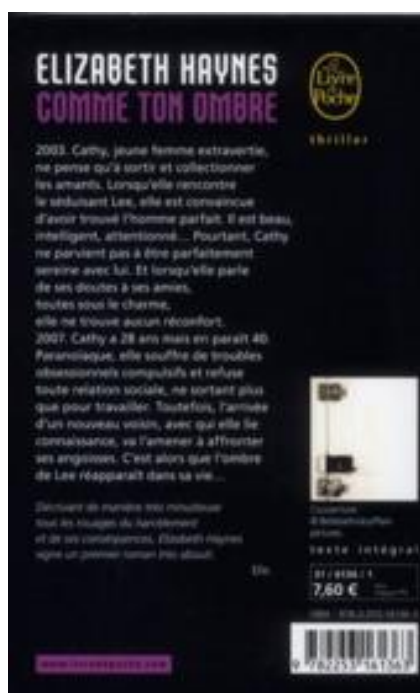 ELIZABETH HAYNES
COMME TON OMBRE
Le
Livre
de
Poche
thriller
2003. Cathy, jeune femme extravertie,
ne pense qu'à sortir et collectionner
les amants. Lorsqu'elle rencontre
le séduisant Lee, elle est convaincue
d'avoir trouvé l'homme parfait. Il est beau,
intelligent, attentionné... Pourtant, Cathy
ne parvient pas à être parfaitement
sereine avec lui. Et lorsqu'elle parle
de ses doutes à ses amies,
toutes sous le charme,
elle ne trouve aucun réconfort.
2007. Cathy a 28 ans mais en paraît 40.
Paranoïaque, elle souffre de troubles
obsessionnels compulsifs et refuse
toute relation sociale, ne sortant plus
que pour travailler. Toutefois, l'arrivée
d'un nouveau voisin, avec qui elle lie
connaissance, va l'amener à affronter
ses angoisses. C'est alors que l'ombre
de Lee réapparaît dans sa vie...
Décrivant de manière très minutieuse
tous les rouages du harcèlement
et de ses conséquences, Elizabeth Haynes
signe un premier roman très abouti.
Elle.
Couverture
texte intégral
7,60 €
www.livredepoche.com